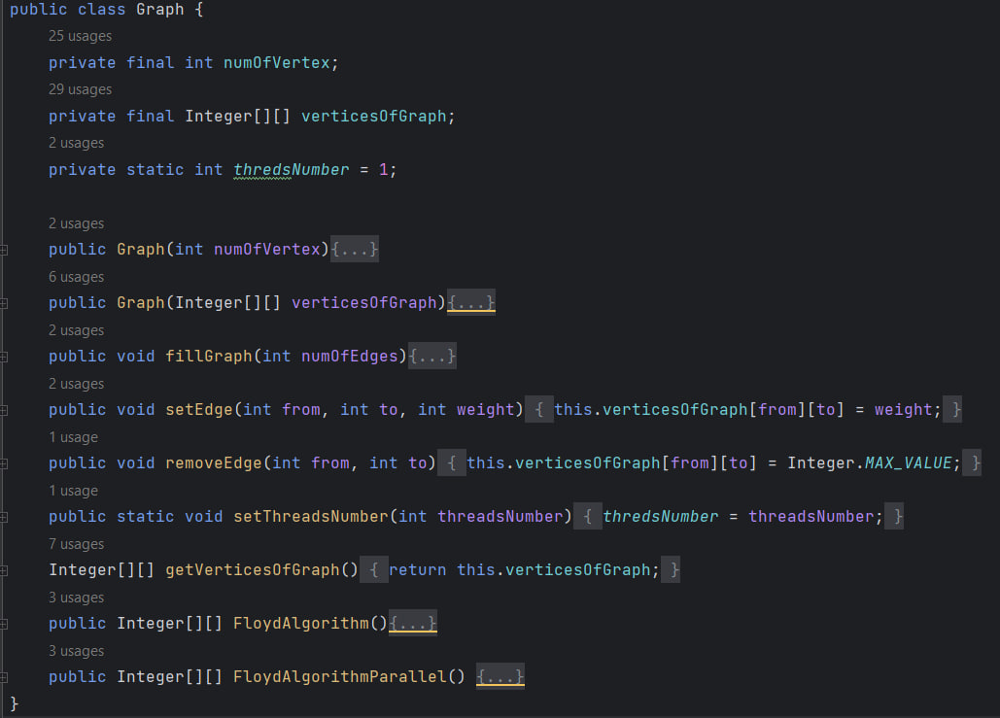 public class Graph {
25 usages
private final int numOfVertex;
29 usages
private final Integer[][] verticesOfGraph;
2 usages
private static int thredsNumber = 1;
2 usages
public Graph(int numOfVertex){...}
6 usages
public Graph(Integer[][] verticesOfGraph){...}
2 usages
public void fillGraph(int numOfEdges){...}
2 usages
public void setEdge(int from, int to, int weight) { this.verticesOfGraph[from][to] = weight; }
1 usage
public void removeEdge(int from, int to) { this.verticesOfGraph[from][to] = Integer.MAX_VALUE; }
1 usage
public static void setThreadsNumber(int threadsNumber) { thredsNumber = threadsNumber; }
7 usages
Integer[][] getVerticesOfGraph() { return this.verticesOfGraph; }
3 usages
public Integer[][] FloydAlgorithm(){...}
3 usages
public Integer[][] FloydAlgorithmParallel() {...}
}